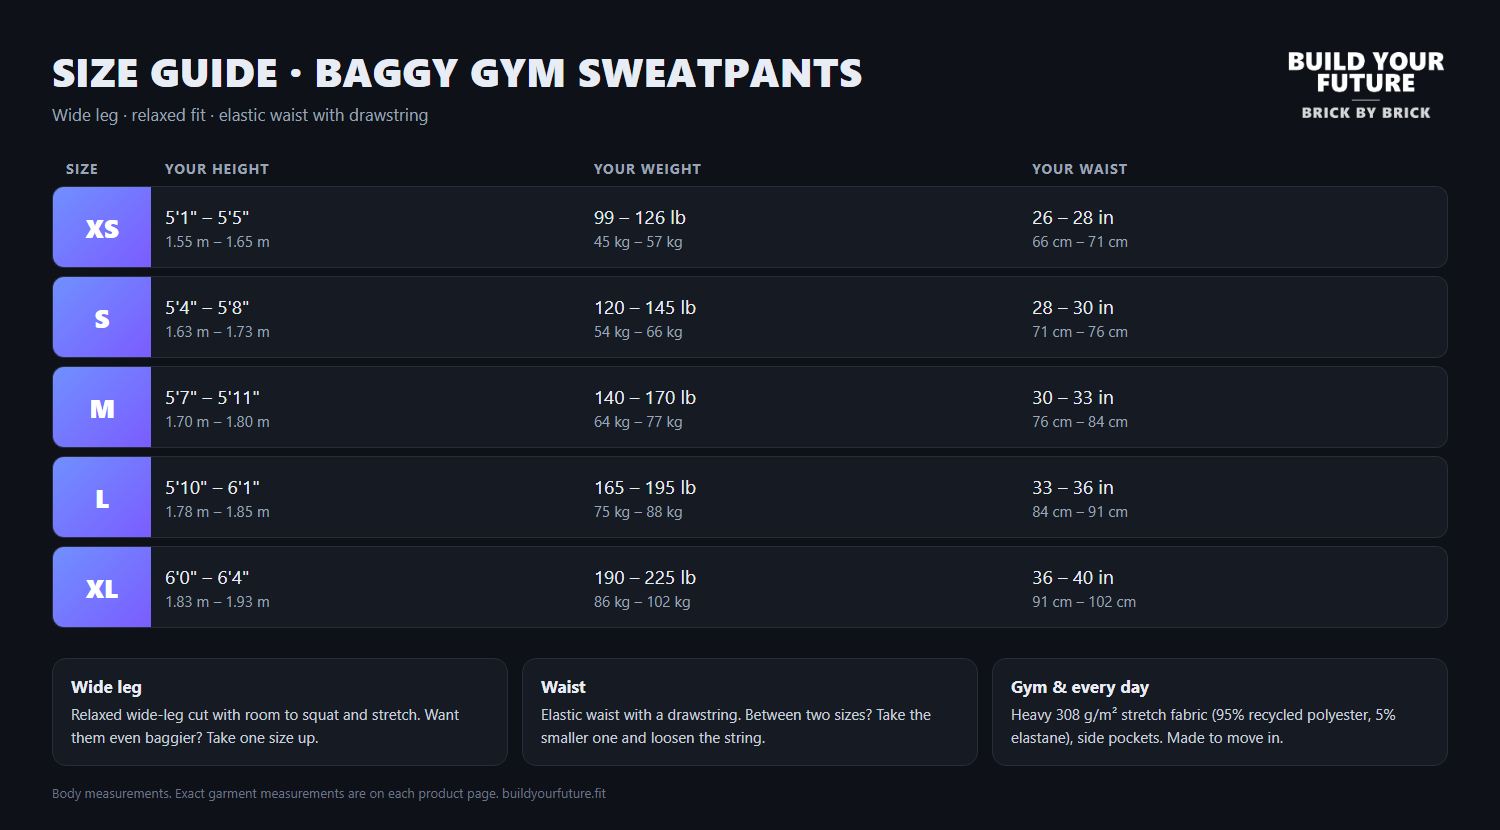 SIZE GUIDE · BAGGY GYM SWEATPANTS
Wide leg · relaxed fit · elastic waist with drawstring
BUILD YOUR
FUTURE
BRICK BY BRICK
SIZE YOUR HEIGHT YOUR WEIGHT YOUR WAIST
XS
5'1" – 5'5" 99 – 126 lb 26 – 28 in
1.55 m – 1.65 m 45 kg – 57 kg 66 cm – 71 cm
S
5'4" – 5'8" 120 – 145 lb 28 – 30 in
1.63 m – 1.73 m 54 kg – 66 kg 71 cm – 76 cm
M
5'7" – 5'11" 140 – 170 lb 30 – 33 in
1.70 m – 1.80 m 64 kg – 77 kg 76 cm – 84 cm
L
5'10" – 6'1" 165 – 195 lb 33 – 36 in
1.78 m – 1.85 m 75 kg – 88 kg 84 cm – 91 cm
XL
6'0" – 6'4" 190 – 225 lb 36 – 40 in
1.83 m – 1.93 m 86 kg – 102 kg 91 cm – 102 cm
Wide leg
Relaxed wide-leg cut with room to squat and stretch. Want
them even baggier? Take one size up.
Waist
Elastic waist with a drawstring. Between two sizes? Take the
smaller one and loosen the string.
Gym & every day
Heavy 308 g/m² stretch fabric (95% recycled polyester, 5%
elastane), side pockets. Made to move in.
Body measurements. Exact garment measurements are on each product page. buildyourfuture.fit